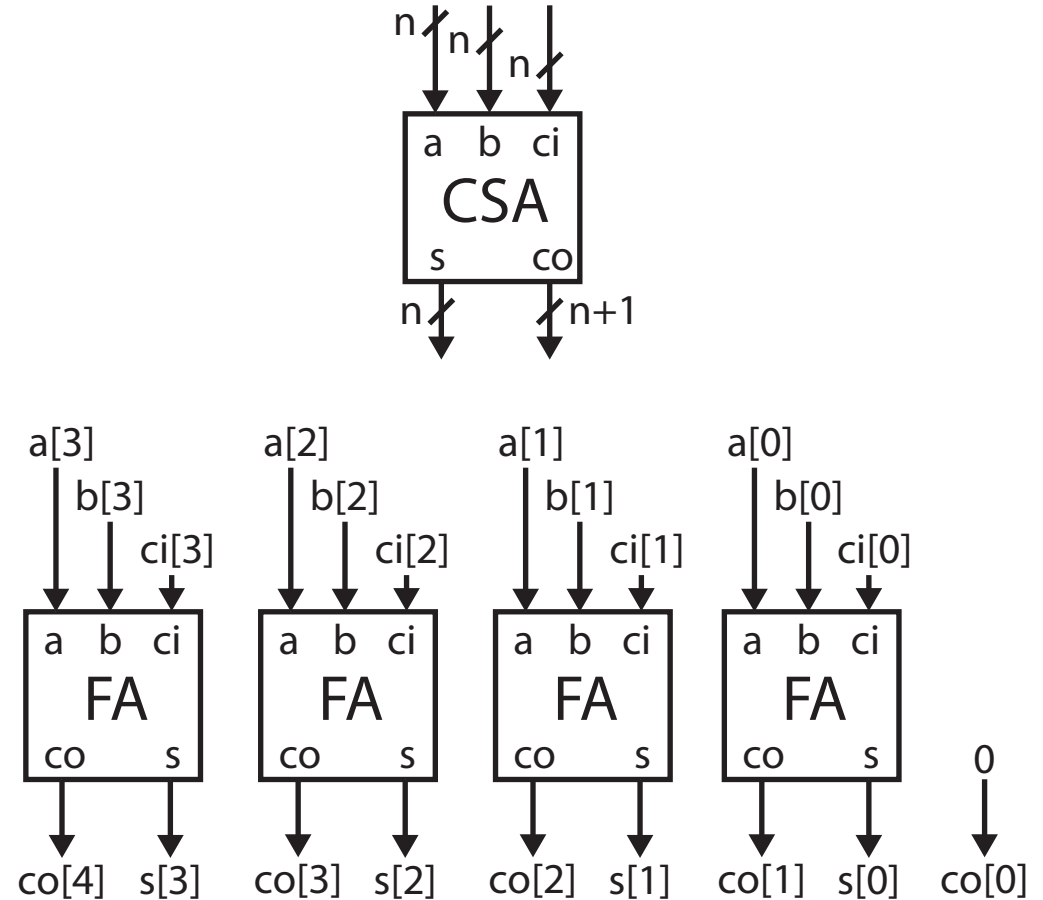 n
n
n
a b ci
CSA
s co
n n+1
a[3] a[2] a[1] a[0]
b[3] b[2] b[1] b[0]
ci[3] ci[2] ci[1] ci[0]
a b ci a b ci a b ci a b ci
FA FA FA FA
co s co s co s co s 0
co[4] s[3] co[3] s[2] co[2] s[1] co[1] s[0] co[0]